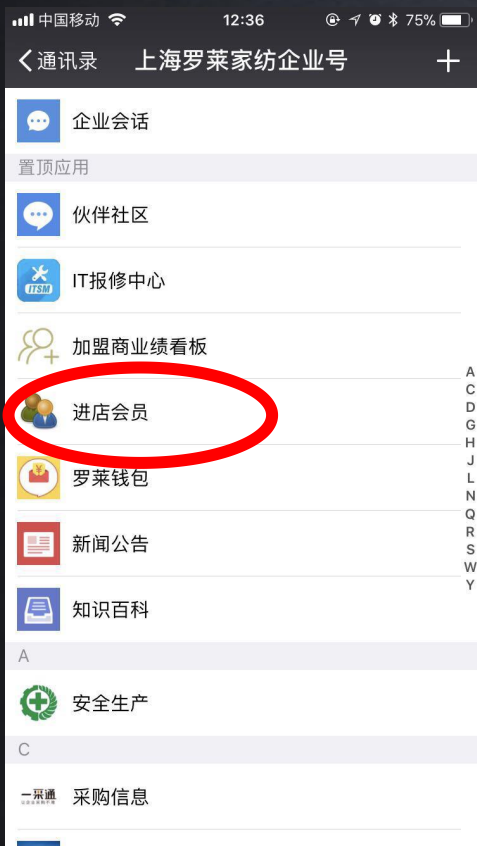 中国移动 12:36 75%
通讯录 上海罗莱家纺企业号
企业会话
置顶应用
伙伴社区
ITSM IT报修中心
加盟商业绩看板
进店会员
罗莱钱包
新闻公告
知识百科
A
安全生产
C
一采通 采购信息
A
C
D
G
H
J
L
N
Q
R
S
W
Y